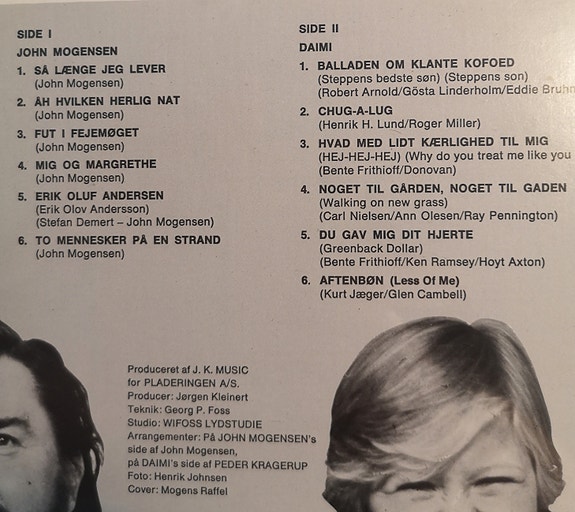 SIDE I
JOHN MOGENSEN
1. SÅ LÆNGE JEG LEVER
(John Mogensen)
2. ÅH HVILKEN HERLIG NAT
(John Mogensen)
3. FUT I FEJEMØGET
(John Mogensen)
4. MIG OG MARGRETHE
(John Mogensen)
5. ERIK OLUF ANDERSEN
(Erik Olov Andersson)
(Stefan Demert – John Mogensen)
6. TO MENNESKER PÅ EN STRAND
(John Mogensen)
SIDE II
DAIMI
1. BALLADEN OM KLANTE KOFOED
(Steppens bedste søn) (Steppens son)
(Robert Arnold/Gösta Linderholm/Eddie Bruhn
2. CHUG-A-LUG
(Henrik H. Lund/Roger Miller)
3. HVAD MED LIDT KÆRLIGHED TIL MIG
(HEJ-HEJ-HEJ) (Why do you treat me like you
(Bente Frithioff/Donovan)
4. NOGET TIL GÅRDEN, NOGET TIL GADEN
(Walking on new grass)
(Carl Nielsen/Ann Olesen/Ray Pennington)
5. DU GAV MIG DIT HJERTE
(Greenback Dollar)
(Bente Frithioff/Ken Ramsey/Hoyt Axton)
6. AFTENBØN (Less Of Me)
(Kurt Jæger/Glen Cambell)
Produceret af J. K. MUSIC
for PLADERINGEN A/S.
Producer: Jørgen Kleinert
Teknik: Georg P. Foss
Studio: WIFOSS LYDSTUDIE
Arrangementer: På JOHN MOGENSEN's
side af John Mogensen,
på DAIMI's side af PEDER KRAGERUP
Foto: Henrik Johnsen
Cover: Mogens Raffel